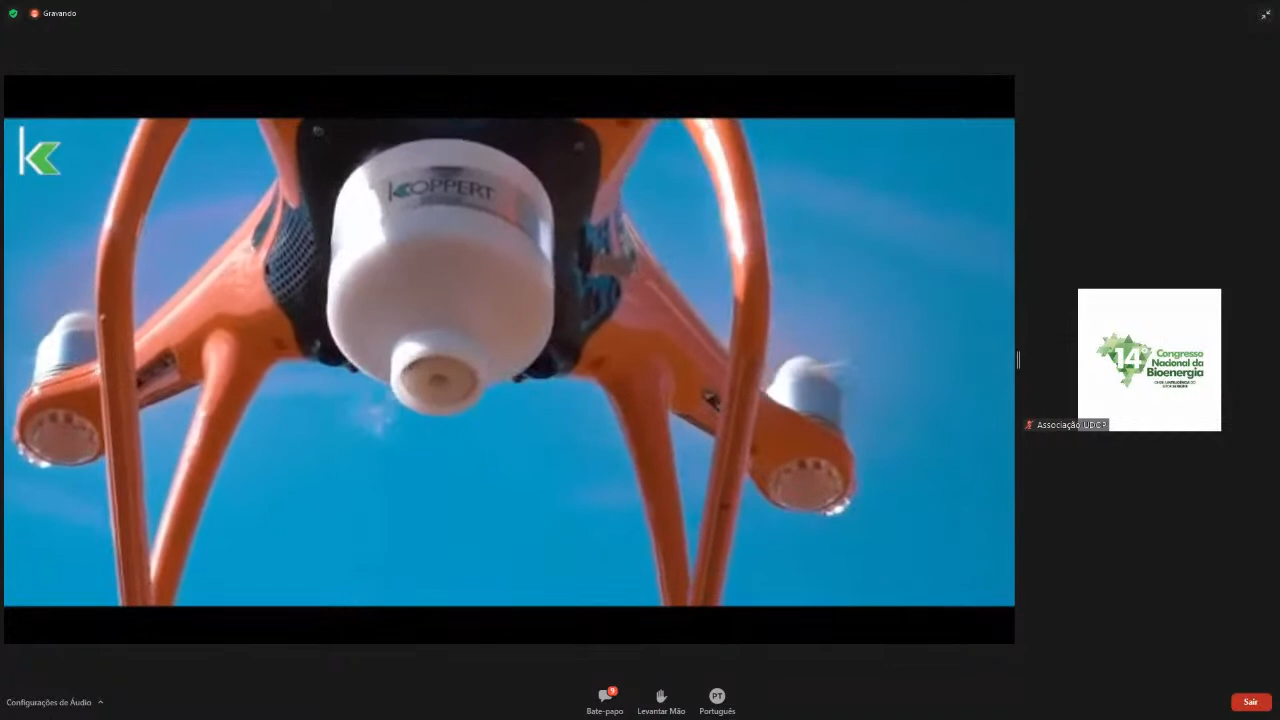 Gravando
k
KOPPERT
14º Congresso
Nacional da
Bioenergia
Associação UDOP
Configurações de Áudio
9
Bate-papo
Levantar Mão
PT
Português
Sair